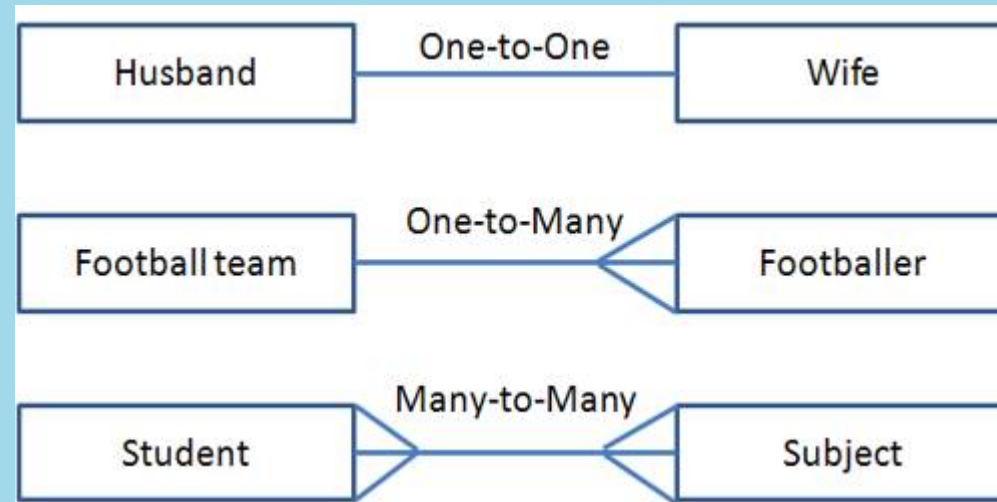 One-to-One
Husband
Wife
One-to-Many
Football team
Footballer
Many-to-Many
Student
Subject